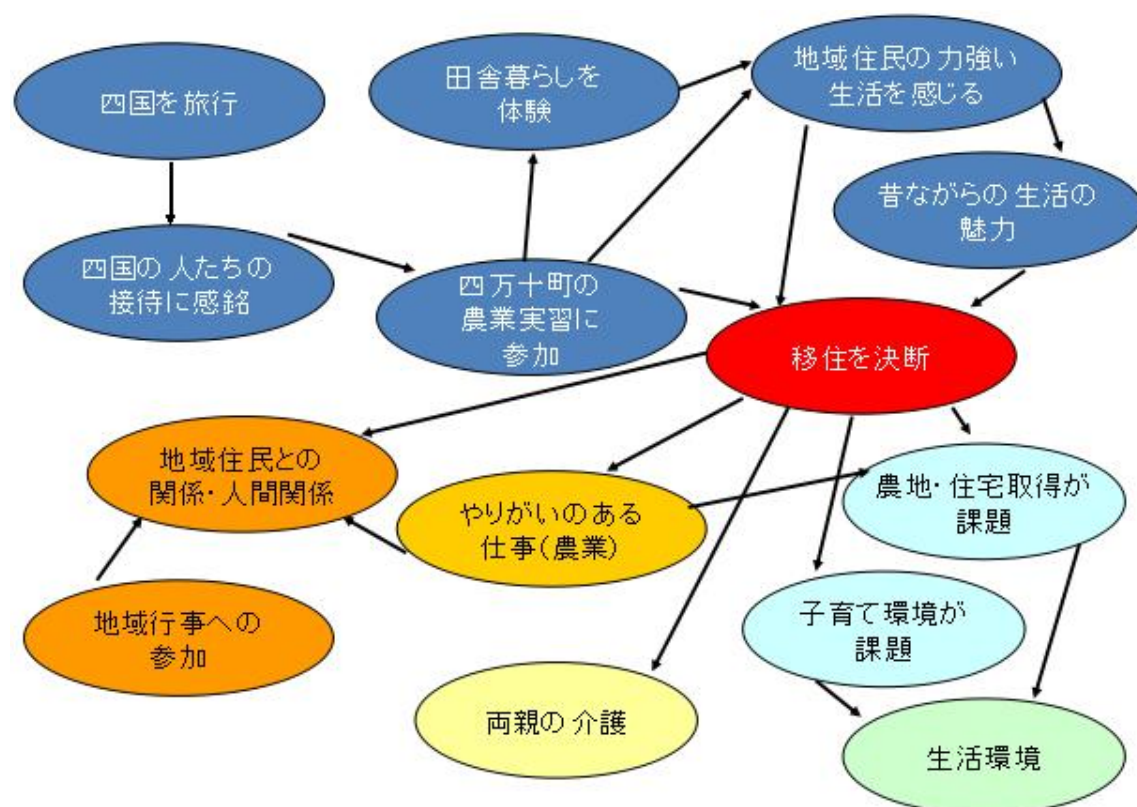 四国を旅行
田舎暮らしを
体験
地域住民の力強い
生活を感じる
昔ながらの生活の
魅力
四国の人たちの
接待に感銘
四万十町の
農業実習に
参加
移住を決断
地域住民との
関係・人間関係
やりがいのある
仕事(農業)
農地・住宅取得が
課題
地域行事への
参加
子育て環境が
課題
両親の介護
生活環境